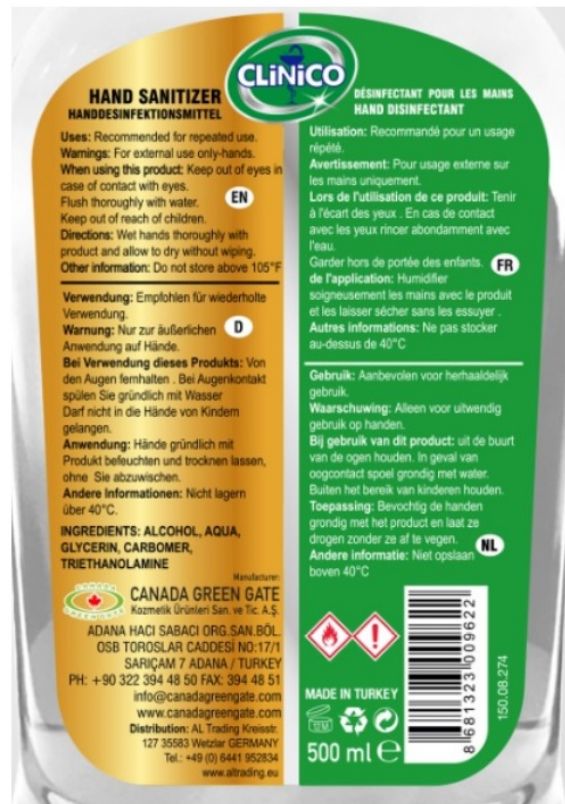 CLiNiCO
HAND SANITIZER
HANDDESINFEKTIONSMITTEL
Uses: Recommended for repeated use.
Warnings: For external use only-hands.
When using this product: Keep out of eyes in
case of contact with eyes.
Flush thoroughly with water.
EN
Keep out of reach of children.
Directions: Wet hands thoroughly with
product and allow to dry without wiping.
Other information: Do not store above 105°F
Verwendung: Empfohlen für wiederholte
Verwendung.
Warnung: Nur zur äußerlichen
D
Anwendung auf Hände.
Bei Verwendung dieses Produkts: Von
den Augen fernhalten . Bei Augenkontakt
spülen Sie gründlich mit Wasser
Darf nicht in die Hände von Kindern
gelangen.
Anwendung: Hände gründlich mit
Produkt befeuchten und trocknen lassen,
ohne Sie abzuwischen.
Andere Informationen: Nicht lagern
über 40°C.
INGREDIENTS: ALCOHOL, AQUA,
GLYCERIN, CARBOMER,
TRIETHANOLAMINE
Manufacturer:
CANADA GREEN GATE
Kozmetik Ürünleri San. ve Tic. A.Ş.
ADANA HACI SABACI ORG.SAN.BÖL.
OSB TOROSLAR CADDESİ NO:17/1
SARIÇAM 7 ADANA / TURKEY
PH: +90 322 394 48 50 FAX: 394 48 51
info@canadagreengate.com
www.canadagreengate.com
Distribution: AL Trading Kreisstr.
127 35583 Wetzlar GERMANY
Tel.: +49 (0) 6441 952834
www.altrading.eu
DÉSINFECTANT POUR LES MAINS
HAND DISINFECTANT
Utilisation: Recommandé pour un usage
répété.
Avertissement: Pour usage externe sur
les mains uniquement.
Lors de l'utilisation de ce produit: Tenir
à l'écart des yeux . En cas de contact
avec les yeux rincer abondamment avec
l'eau.
Garder hors de portée des enfants.
FR
de l'application: Humidifier
soigneusement les mains avec le produit
et les laisser sécher sans les essuyer .
Autres informations: Ne pas stocker
au-dessus de 40°C
Gebruik: Aanbevolen voor herhaaldelijk
gebruik.
Waarschuwing: Alleen voor uitwendig
gebruik op handen.
Bij gebruik van dit product: uit de buurt
van de ogen houden. In geval van
oogcontact spoel grondig met water.
Buiten het bereik van kinderen houden.
Toepassing: Bevochtig de handen
grondig met het product en laat ze
drogen zonder ze af te vegen.
NL
Andere informatie: Niet opslaan
boven 40°C
MADE IN TURKEY
500 ml e
8 681323 009622
150.08.274